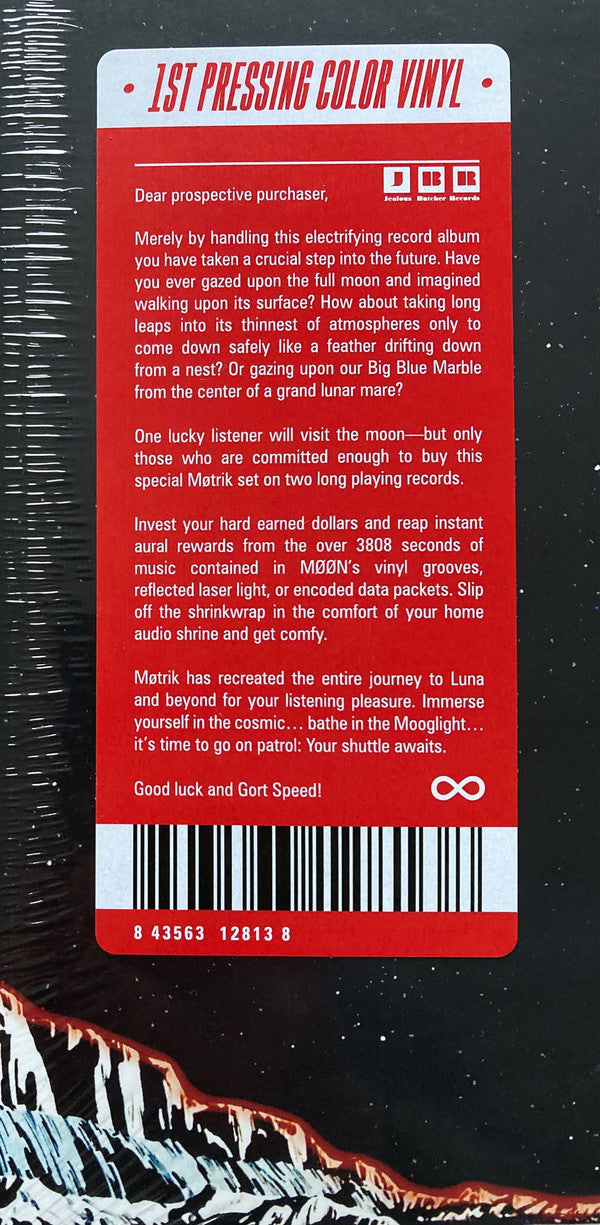 • 1ST PRESSING COLOR VINYL •
J B R
Jealous Butcher Records
Dear prospective purchaser,
Merely by handling this electrifying record album
you have taken a crucial step into the future. Have
you ever gazed upon the full moon and imagined
walking upon its surface? How about taking long
leaps into its thinnest of atmospheres only to
come down safely like a feather drifting down
from a nest? Or gazing upon our Big Blue Marble
from the center of a grand lunar mare?
One lucky listener will visit the moon—but only
those who are committed enough to buy this
special Møtrik set on two long playing records.
Invest your hard earned dollars and reap instant
aural rewards from the over 3808 seconds of
music contained in MØØN's vinyl grooves,
reflected laser light, or encoded data packets. Slip
off the shrinkwrap in the comfort of your home
audio shrine and get comfy.
Møtrik has recreated the entire journey to Luna
and beyond for your listening pleasure. Immerse
yourself in the cosmic… bathe in the Mooglight…
it's time to go on patrol: Your shuttle awaits.
Good luck and Gort Speed!
8 43563 12813 8